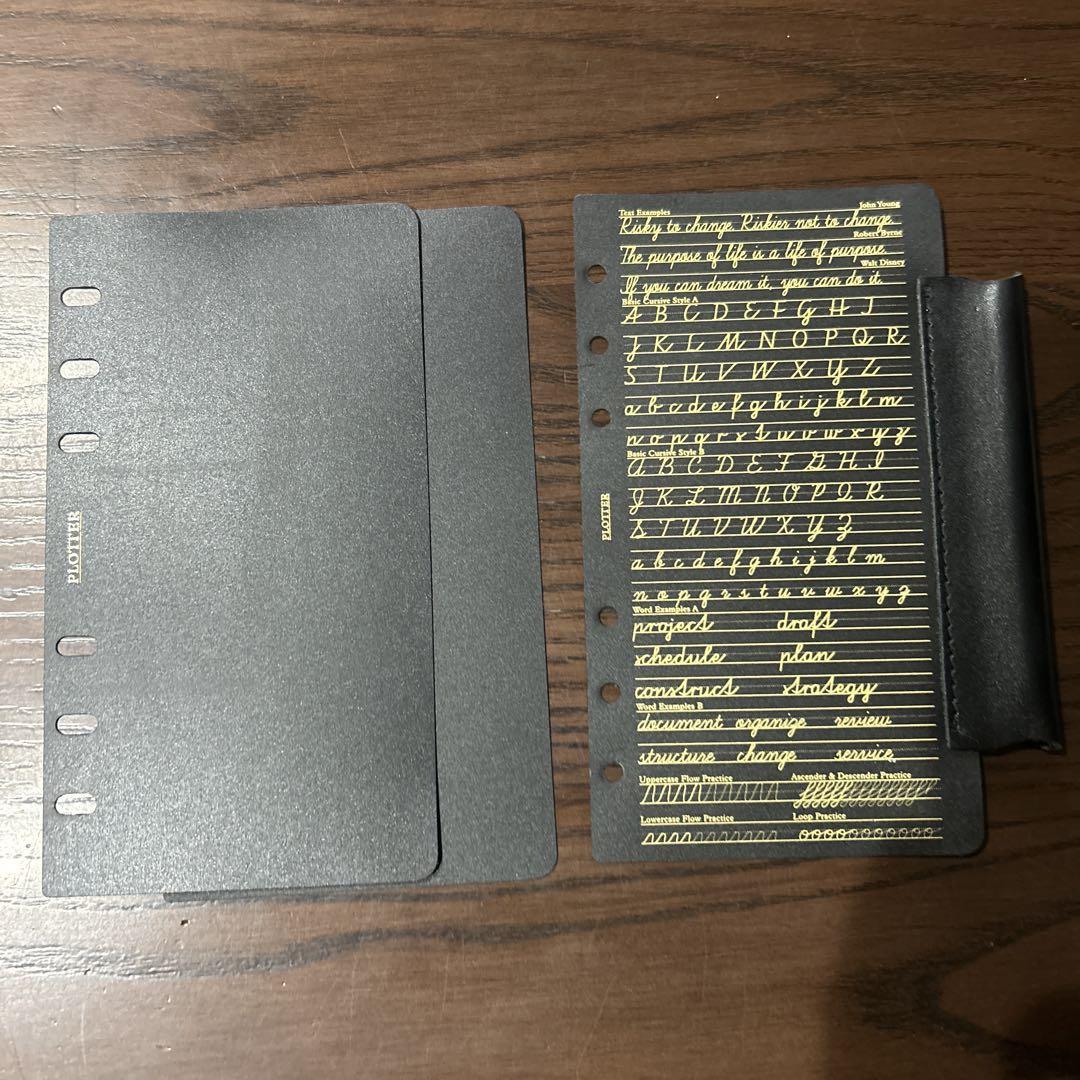 PLOTTER
Text Examples
John Young
Risky to change. Riskier not to change.
Robert Byrne
The purpose of life is a life of purpose.
Walt Disney
If you can dream it, you can do it.
Basic Cursive Style A
A B C D E F G H I
J K L M N O P Q R
S T U V W X Y Z
a b c d e f g h i j k l m
n o p q r s t u v w x y z
Basic Cursive Style B
A B C D E F G H I
J K L M N O P Q R
S T U V W X Y Z
a b c d e f g h i j k l m
n o p q r s t u v w x y z
PLOTTER
Word Examples A
project draft
schedule plan
construct strategy
Word Examples B
document organize review
structure change service
Uppercase Flow Practice Ascender & Descender Practice
Lowercase Flow Practice Loop Practice